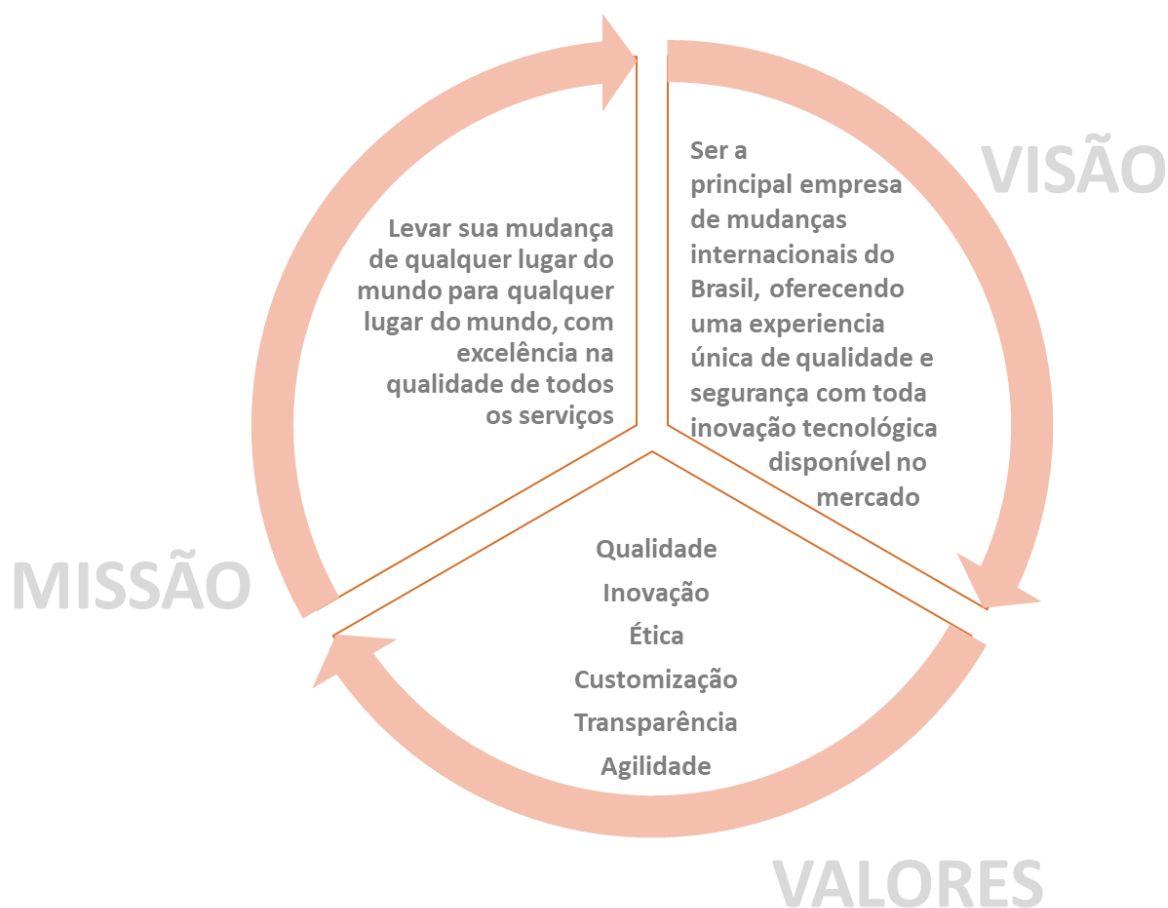 VISÃO
Ser a
principal empresa
de mudanças
internacionais do
Brasil, oferecendo
uma experiencia
única de qualidade e
segurança com toda
inovação tecnológica
disponível no
mercado
MISSÃO
Levar sua mudança
de qualquer lugar do
mundo para qualquer
lugar do mundo, com
excelência na
qualidade de todos
os serviços
VALORES
Qualidade
Inovação
Ética
Customização
Transparência
Agilidade